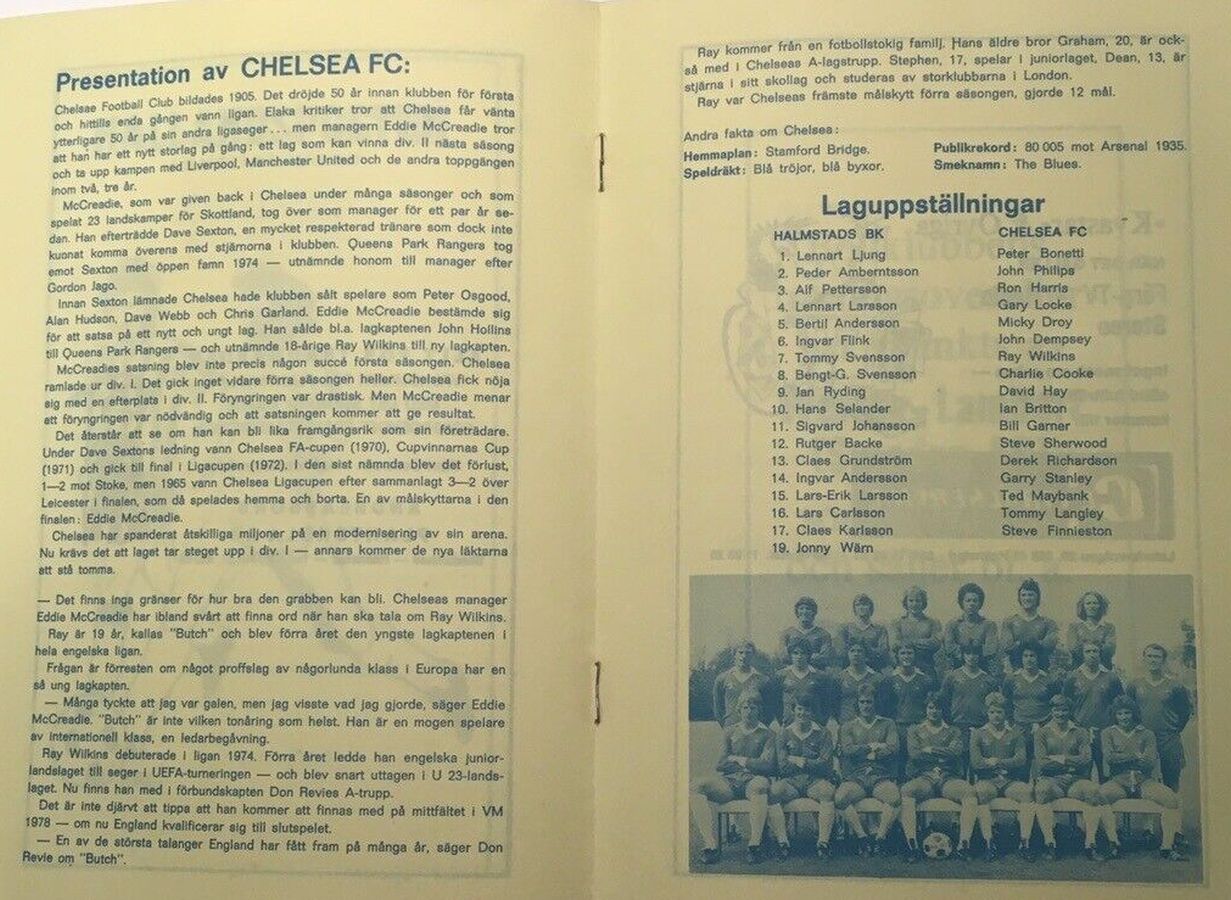 Presentation av CHELSEA FC:
Chelsae Football Club bildades 1905. Det dröjde 50 år innan klubben för första
och hittills enda gången vann ligan. Elaka kritiker tror att Chelsea får vänta
ytterligare 50 år på sin andra ligaseger... men managern Eddie McCreadie tror
att han har ett nytt storlag på gång: ett lag som kan vinna div. II nästa säsong
och ta upp kampen med Liverpool, Manchester United och de andra toppgängen
inom två, tre år.
McCreadie, som var given back i Chelsea under många säsonger och som
spelat 23 landskamper för Skottland, tog över som manager för ett par år se-
dan. Han efterträdde Dave Sexton, en mycket respekterad tränare som dock inte
kuonat komma överens med stjärnorna i klubben. Queens Park Rangers tog
emot Sexton med öppen famn 1974 — utnämnde honom till manager efter
Gordon Jago.
Innan Sexton lämnade Chelsea hade klubben sålt spelare som Peter Osgood,
Alan Hudson, Dave Webb och Chris Garland. Eddie McCreadie bestämde sig
för att satsa på ett nytt och ungt lag. Han sålde bl.a. lagkaptenen John Hollins
till Queens Park Rangers — och utnämnde 18-årige Ray Wilkins till ny lagkapten.
McCreadies satsning blev inte precis någon succé första säsongen. Chelsea
ramlade ur div. I. Det gick inget vidare förra säsongen heller. Chelsea fick nöja
sig med en efterplats i div. II. Föryngringen var drastisk. Men McCreadie menar
att föryngringen var nödvändig och att satsningen kommer att ge resultat.
Det återstår att se om han kan bli lika framgångsrik som sin företrädare.
Under Dave Sextons ledning vann Chelsea FA-cupen (1970), Cupvinnarnas Cup
(1971) och gick till final i Ligacupen (1972). I den sist nämnda blev det förlust,
1—2 mot Stoke, men 1965 vann Chelsea Ligacupen efter sammanlagt 3—2 över
Leicester i finalen, som då spelades hemma och borta. En av målskyttarna i den
finalen: Eddie McCreadie.
Chelsea har spanderat åtskilliga miljoner på en modernisering av sin arena.
Nu krävs det att laget tar steget upp i div. I — annars kommer de nya läktarna
att stå tomma.
— Det finns inga gränser för hur bra den grabben kan bli. Chelseas manager
Eddie McCreadie har ibland svårt att finna ord när han ska tala om Ray Wilkins.
Ray är 19 år, kallas "Butch" och blev förra året den yngste lagkaptenen i
hela engelska ligan.
Frågan är förresten om något proffslag av någorlunda klass i Europa har en
så ung lagkapten.
— Många tyckte att jag var galen, men jag visste vad jag gjorde, säger Eddie
McCreadie. "Butch" är inte vilken tonåring som helst. Han är en mogen spelare
av internationell klass, en ledarbegåvning.
Ray Wilkins debuterade i ligan 1974. Förra året ledde han engelska junior-
landslaget till seger i UEFA-turneringen — och blev snart uttagen i U 23-lands-
laget. Nu finns han med i förbundskapten Don Revies A-trupp.
Det är inte djärvt att tippa att han kommer att finnas med på mittfältet i VM
1978 — om nu England kvalificerar sig till slutspelet.
— En av de största talanger England har fått fram på många år, säger Don
Revie om "Butch".
Ray kommer från en fotbollstokig familj. Hans äldre bror Graham, 20, är ock-
så med i Chelseas A-lagstrupp. Stephen, 17, spelar i juniorlaget, Dean, 13, är
stjärna i sitt skollag och studeras av storklubbarna i London.
Ray var Chelseas främste målskytt förra säsongen, gjorde 12 mål.
Andra fakta om Chelsea:
Hemmaplan: Stamford Bridge. Publikrekord: 80 005 mot Arsenal 1935.
Speldräkt: Blå tröjor, blå byxor. Smeknamn: The Blues.
Laguppställningar
HALMSTADS BK CHELSEA FC
1. Lennart Ljung Peter Bonetti
2. Peder Amberntsson John Philips
3. Alf Pettersson Ron Harris
4. Lennart Larsson Gary Locke
5. Bertil Andersson Micky Droy
6. Ingvar Flink John Dempsey
7. Tommy Svensson Ray Wilkins
8. Bengt-G. Svensson Charlie Cooke
9. Jan Ryding David Hay
10. Hans Selander Ian Britton
11. Sigvard Johansson Bill Garner
12. Rutger Backe Steve Sherwood
13. Claes Grundström Derek Richardson
14. Ingvar Andersson Garry Stanley
15. Lars-Erik Larsson Ted Maybank
16. Lars Carlsson Tommy Langley
17. Claes Karlsson Steve Finnieston
19. Jonny Wärn